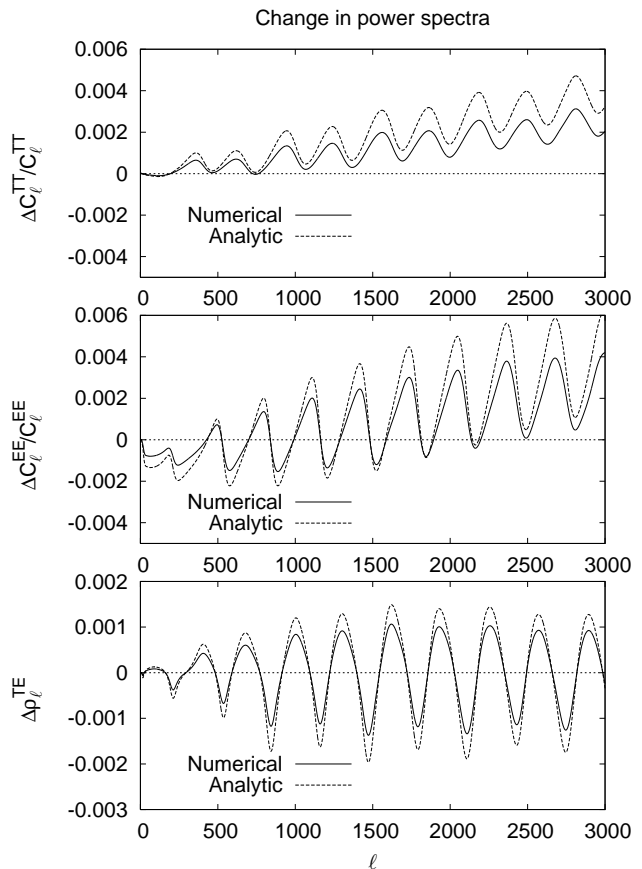 Change in power spectra
0.006
0.004
0.002
0
-0.002
-0.004
ΔC_ℓ^TT/C_ℓ^TT
Numerical
Analytic
0 500 1000 1500 2000 2500 3000
0.006
0.004
0.002
0
-0.002
-0.004
ΔC_ℓ^EE/C_ℓ^EE
Numerical
Analytic
0 500 1000 1500 2000 2500 3000
0.002
0.001
0
-0.001
-0.002
-0.003
Δρ_ℓ^TE
Numerical
Analytic
0 500 1000 1500 2000 2500 3000
ℓ